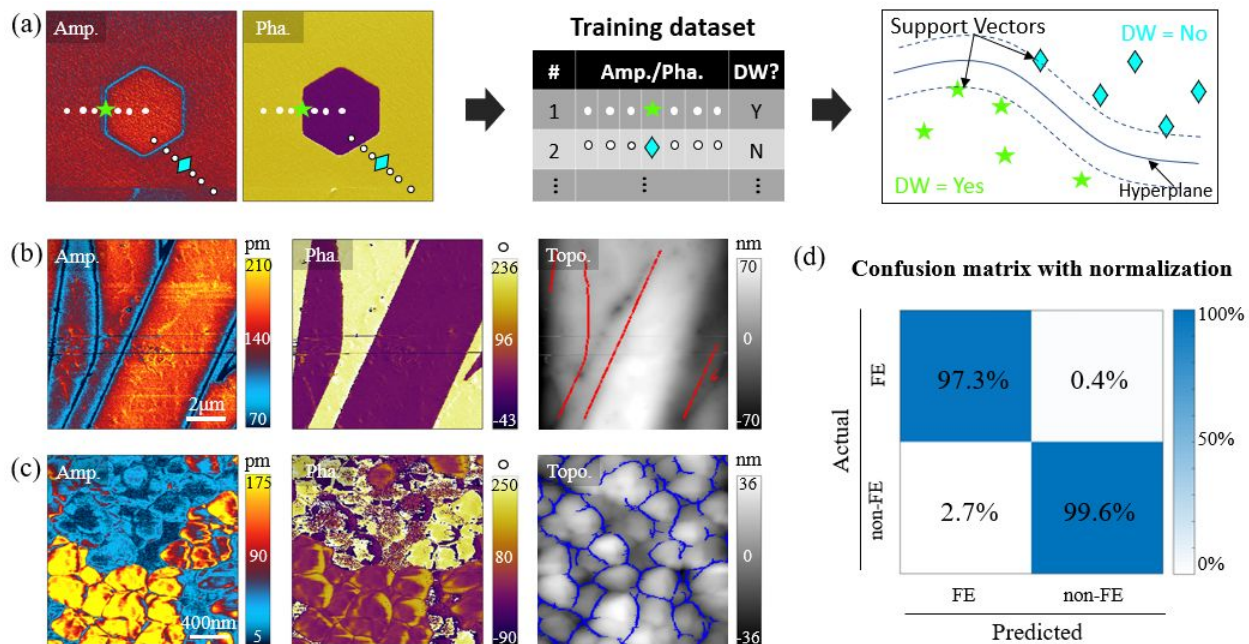 (a)
Amp.
Pha.
Training dataset
# Amp./Pha. DW?
1 Y
2 N
⋮ ⋮ ⋮
Support Vectors
DW = No
DW = Yes
Hyperplane
(b)
Amp.
2μm
pm
210
140
70
Pha.
236
96
-43
Topo.
nm
70
0
-70
(c)
Amp.
400nm
pm
175
90
5
Pha.
250
80
-90
Topo.
nm
36
0
-36
(d)
Confusion matrix with normalization
Actual
FE
non-FE
97.3% 0.4%
2.7% 99.6%
FE non-FE
Predicted
100%
50%
0%